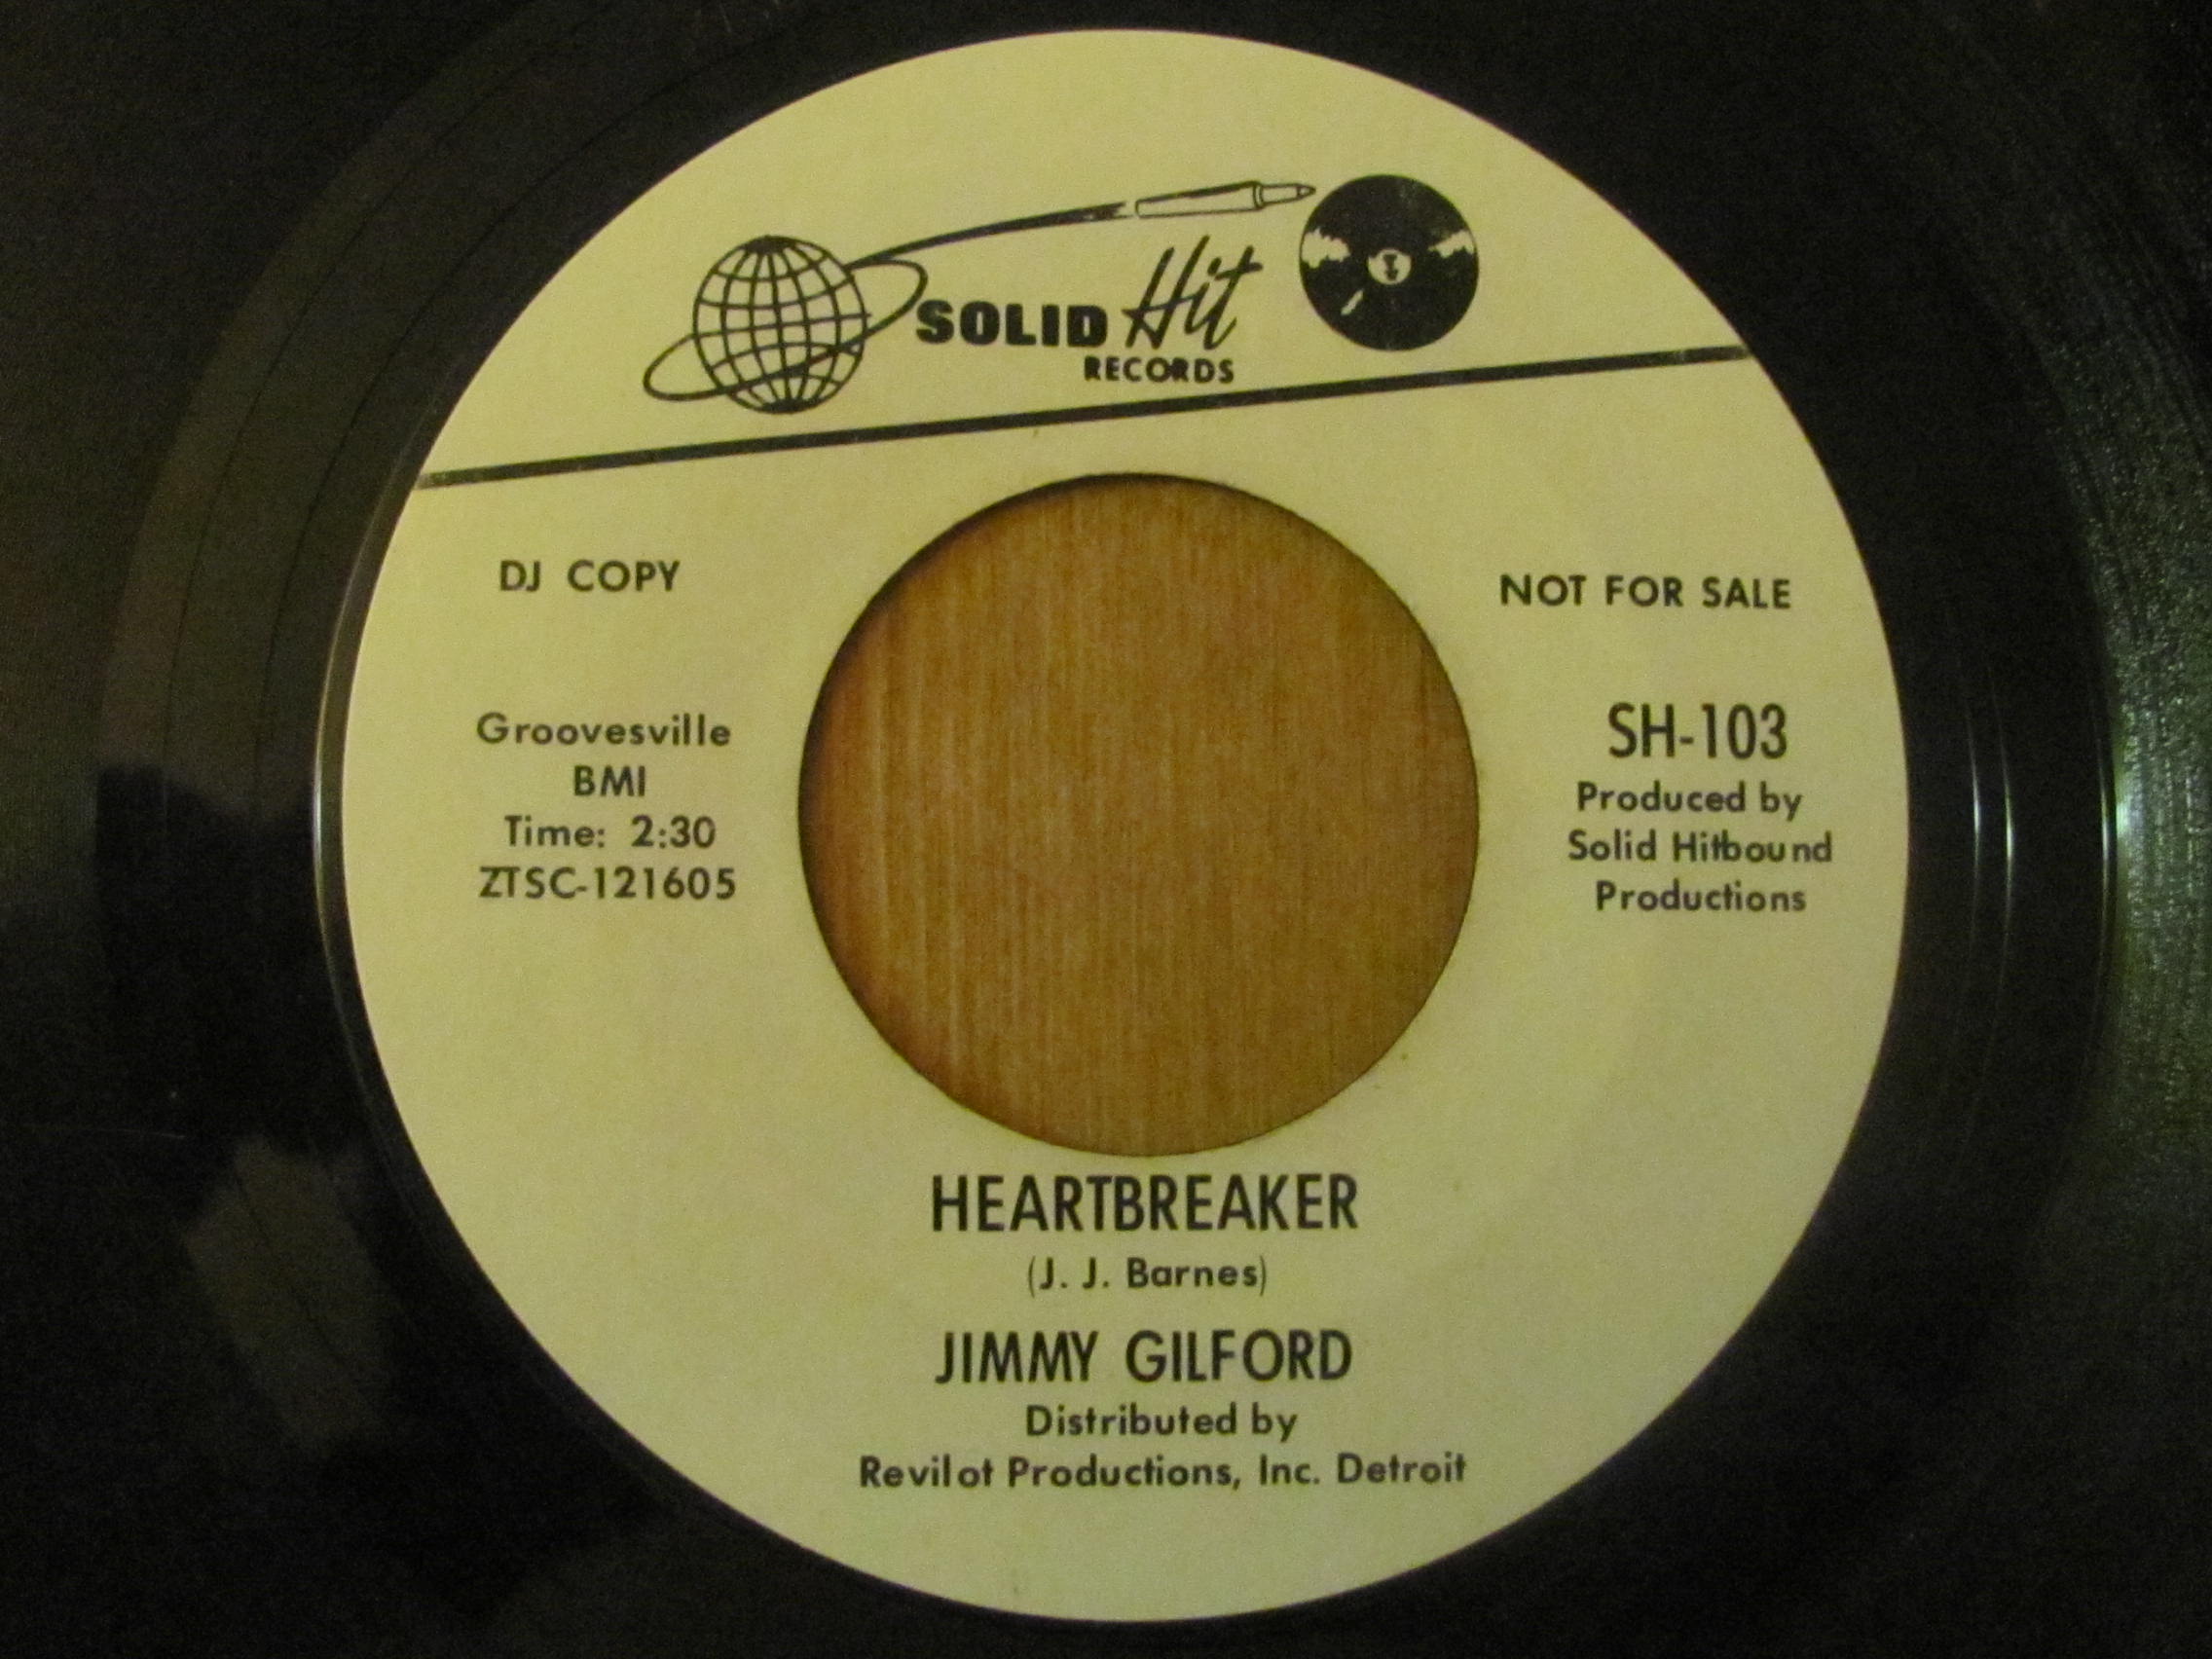 SOLID Hit
RECORDS
DJ COPY
NOT FOR SALE
Groovesville
BMI
Time: 2:30
ZTSC-121605
SH-103
Produced by
Solid Hitbound
Productions
HEARTBREAKER
(J. J. Barnes)
JIMMY GILFORD
Distributed by
Revilot Productions, Inc. Detroit